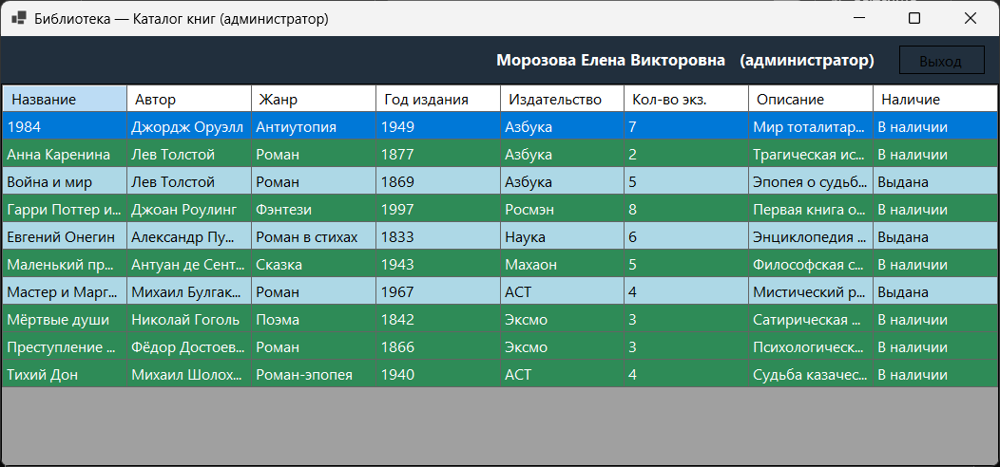 Библиотека — Каталог книг (администратор)
Морозова Елена Викторовна (администратор) Выход
Название Автор Жанр Год издания Издательство Кол-во экз. Описание Наличие
1984 Джордж Оруэлл Антиутопия 1949 Азбука 7 Мир тоталитар... В наличии
Анна Каренина Лев Толстой Роман 1877 Азбука 2 Трагическая ис... В наличии
Война и мир Лев Толстой Роман 1869 Азбука 5 Эпопея о судьб... Выдана
Гарри Поттер и... Джоан Роулинг Фэнтези 1997 Росмэн 8 Первая книга о... В наличии
Евгений Онегин Александр Пу... Роман в стихах 1833 Наука 6 Энциклопедия ... Выдана
Маленький пр... Антуан де Сент... Сказка 1943 Махаон 5 Философская с... В наличии
Мастер и Марг... Михаил Булгак... Роман 1967 АСТ 4 Мистический р... Выдана
Мёртвые души Николай Гоголь Поэма 1842 Эксмо 3 Сатирическая ... В наличии
Преступление ... Фёдор Достоев... Роман 1866 Эксмо 3 Психологическ... В наличии
Тихий Дон Михаил Шолох... Роман-эпопея 1940 АСТ 4 Судьба казачес... В наличии